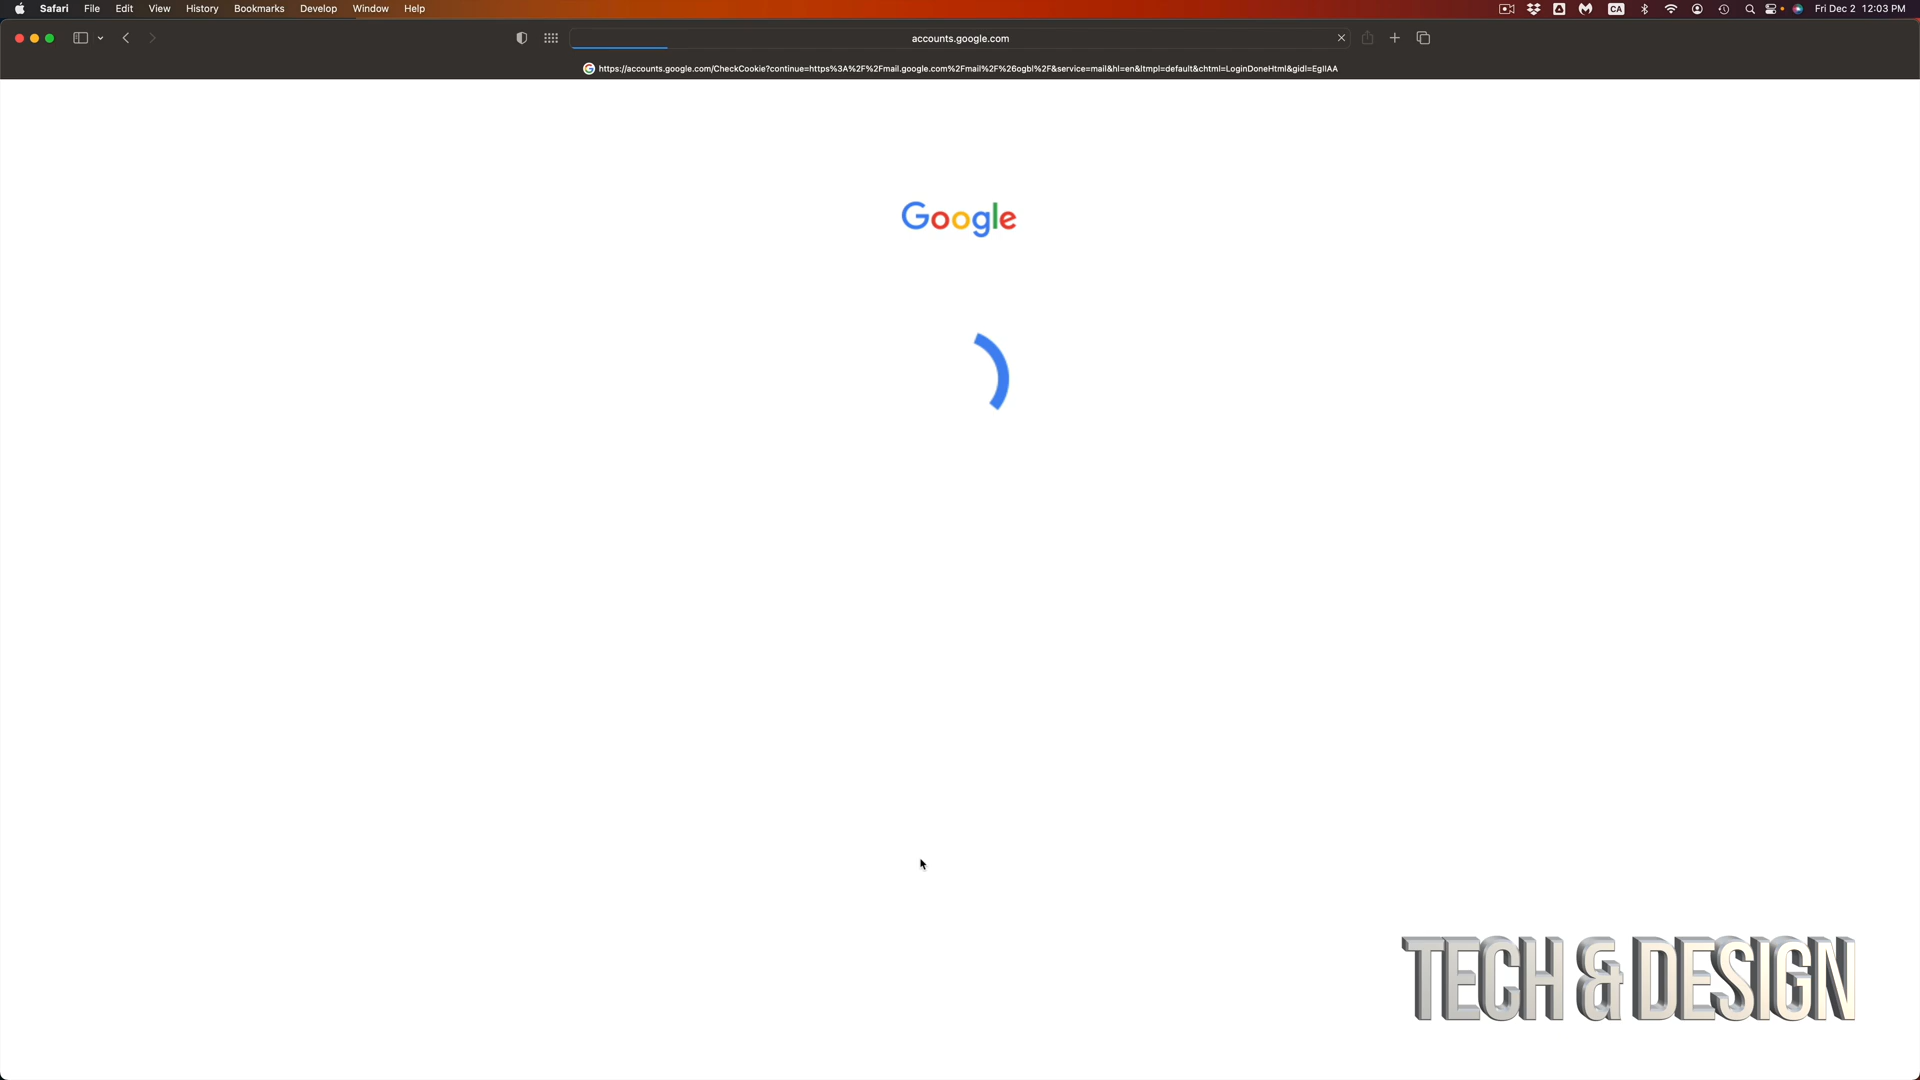 Safari File Edit View History Bookmarks Develop Window Help CA Fri Dec 2 12:03 PM
accounts.google.com
https://accounts.google.com/CheckCookie?continue=https%3A%2F%2Fmail.google.com%2Fmail%2F%26ogbl%2F&service=mail&hl=en&ltmpl=default&chtml=LoginDoneHtml&gidl=EgIIAA
Google
TECH & DESIGN